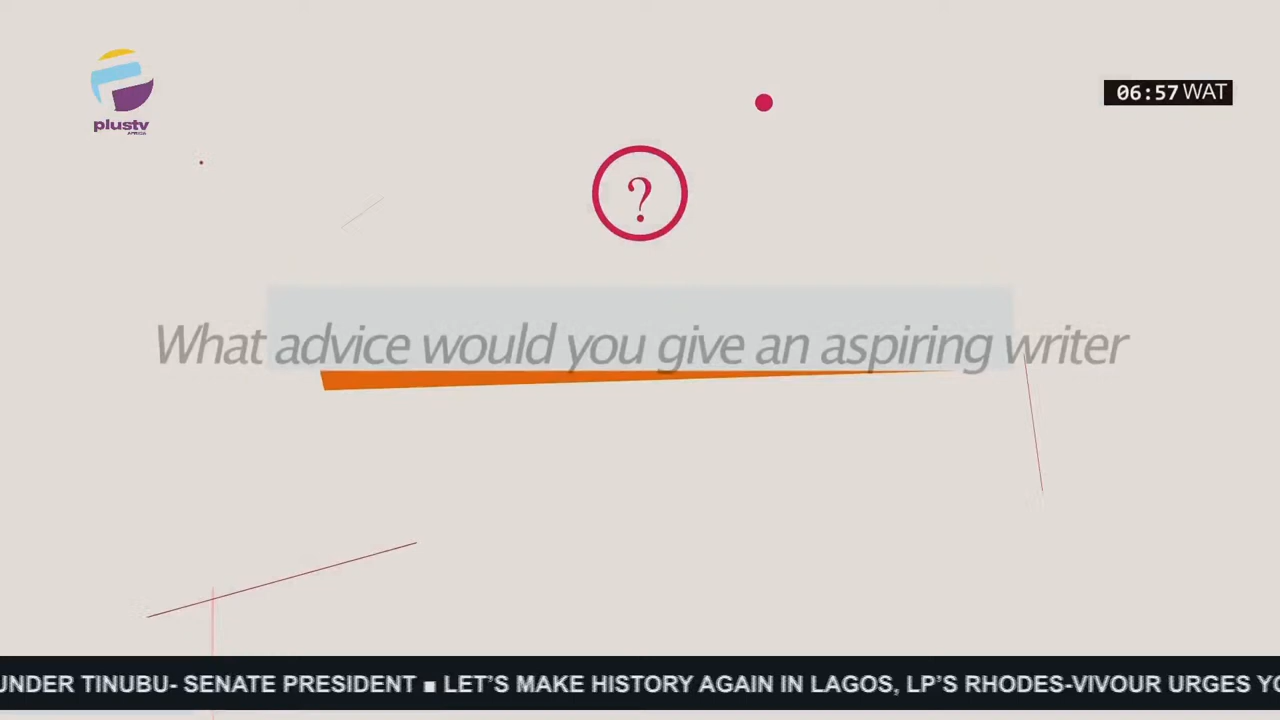 plustv
AFRICA
06:57 WAT
?
What advice would you give an aspiring writer
UNDER TINUBU- SENATE PRESIDENT ■ LET'S MAKE HISTORY AGAIN IN LAGOS, LP'S RHODES-VIVOUR URGES